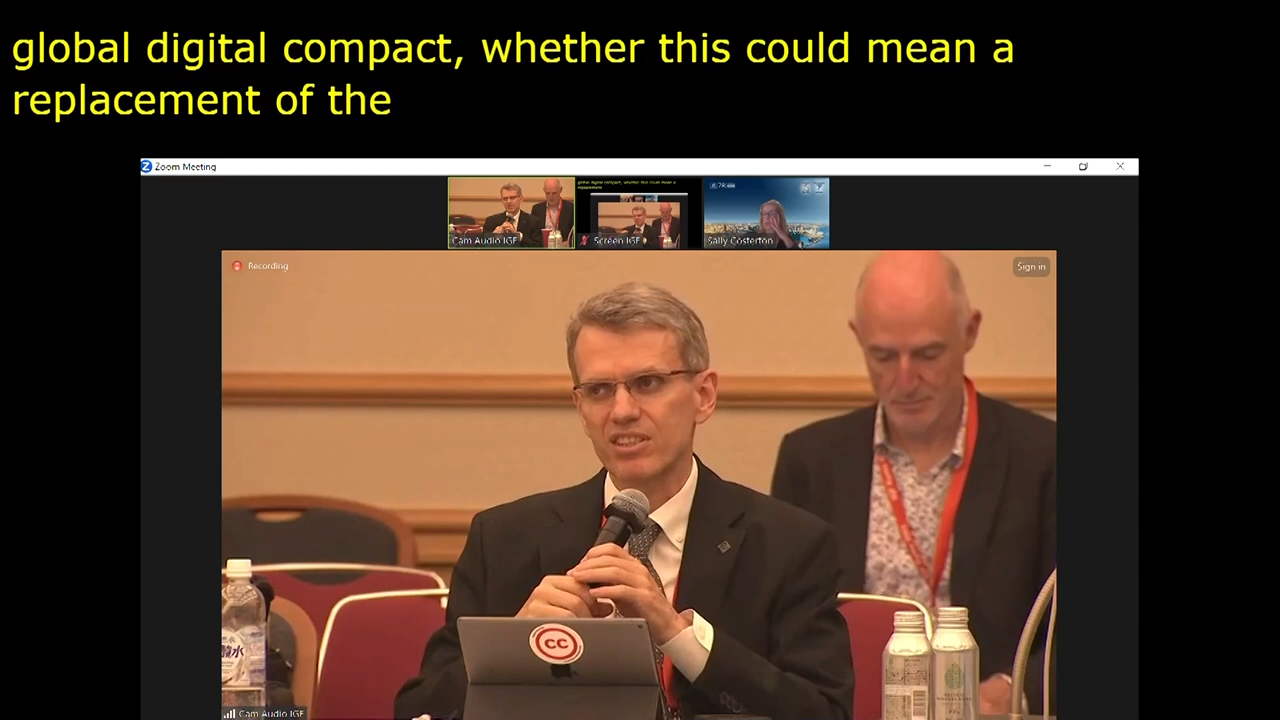 global digital compact, whether this could mean a
replacement of the
Zoom Meeting
Cam Audio IGF
Screen IGF
Sally Costerton
Recording
Sign in
cc
Cam Audio IGF